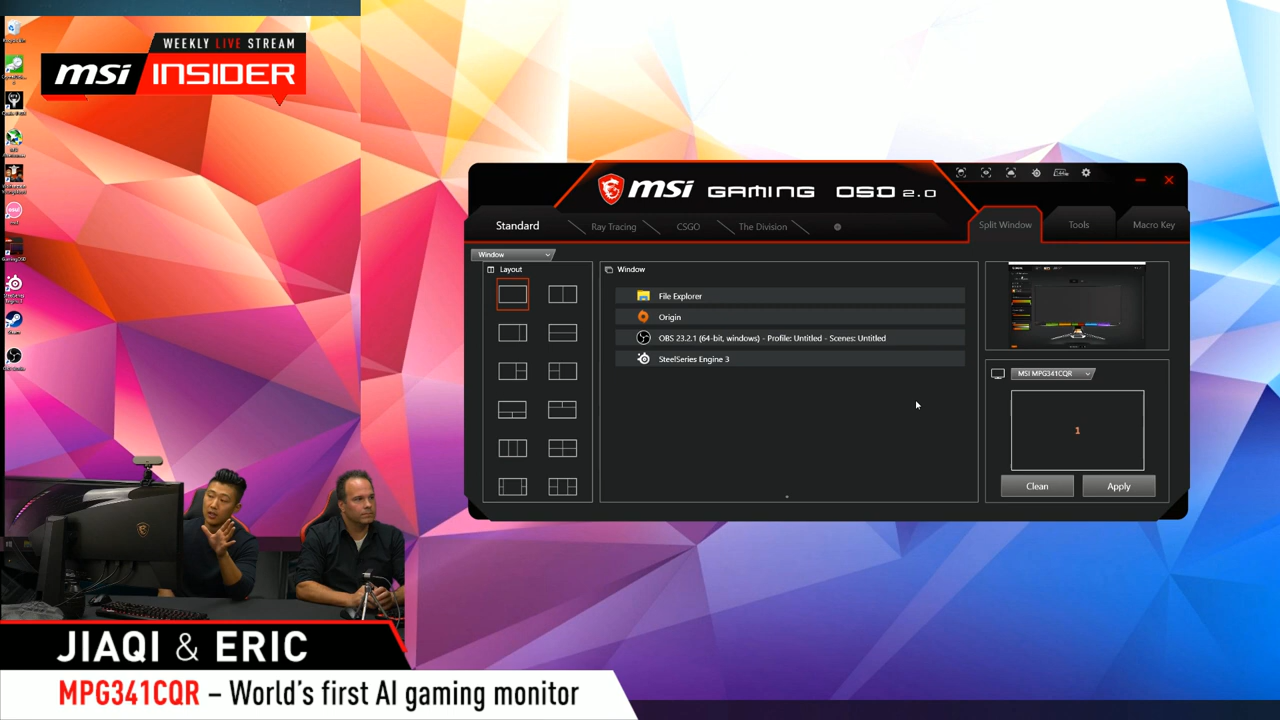 WEEKLY LIVE STREAM
msi INSIDER
msi GAMING OSD 2.0
Standard
Ray Tracing
CSGO
The Division
Split Window
Tools
Macro Key
Window
Layout
Window
File Explorer
Origin
OBS 23.2.1 (64-bit, windows) - Profile: Untitled - Scenes: Untitled
SteelSeries Engine 3
MSI MPG341CQR
1
Clean
Apply
JIAQI & ERIC
MPG341CQR – World's first AI gaming monitor